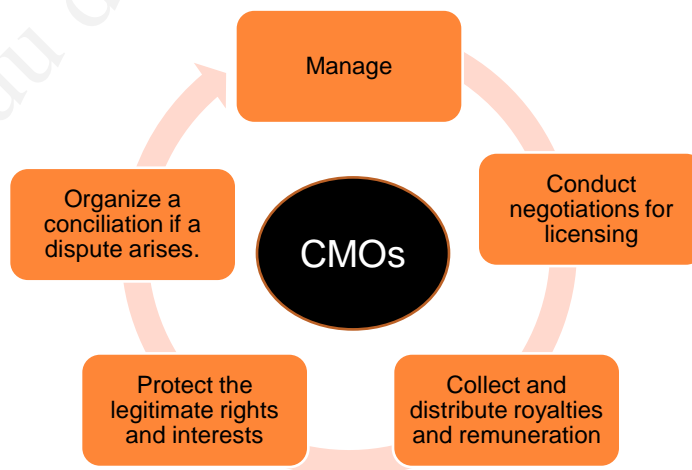 Manage
Conduct
negotiations for
licensing
Collect and
distribute royalties
and remuneration
Protect the
legitimate rights
and interests
Organize a
conciliation if a
dispute arises.
CMOs